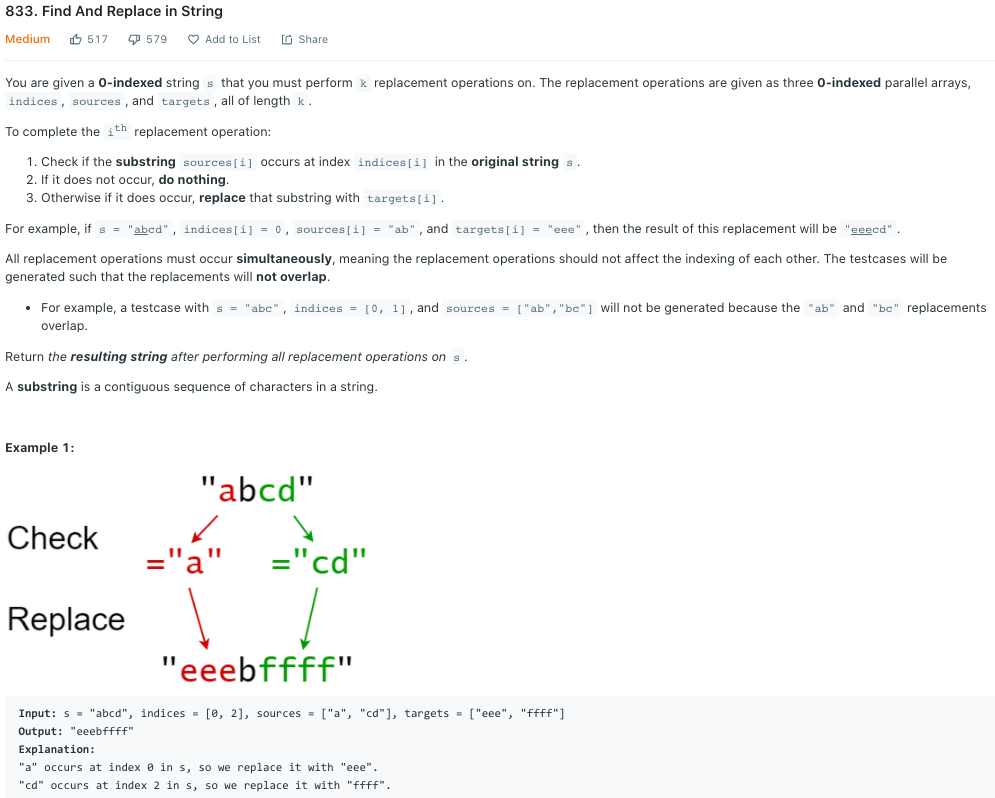 833. Find And Replace in String
Medium 517 579 Add to List Share
You are given a 0-indexed string s that you must perform k replacement operations on. The replacement operations are given as three 0-indexed parallel arrays,
indices, sources, and targets, all of length k.
To complete the ith replacement operation:
1. Check if the substring sources[i] occurs at index indices[i] in the original string s.
2. If it does not occur, do nothing.
3. Otherwise if it does occur, replace that substring with targets[i].
For example, if s = "abcd", indices[i] = 0, sources[i] = "ab", and targets[i] = "eee", then the result of this replacement will be "eeecd".
All replacement operations must occur simultaneously, meaning the replacement operations should not affect the indexing of each other. The testcases will be
generated such that the replacements will not overlap.
• For example, a testcase with s = "abc", indices = [0, 1], and sources = ["ab","bc"] will not be generated because the "ab" and "bc" replacements
overlap.
Return the resulting string after performing all replacement operations on s.
A substring is a contiguous sequence of characters in a string.
Example 1:
"abcd"
Check
="a" ="cd"
Replace
"eeebffff"
Input: s = "abcd", indices = [0, 2], sources = ["a", "cd"], targets = ["eee", "ffff"]
Output: "eeebffff"
Explanation:
"a" occurs at index 0 in s, so we replace it with "eee".
"cd" occurs at index 2 in s, so we replace it with "ffff".